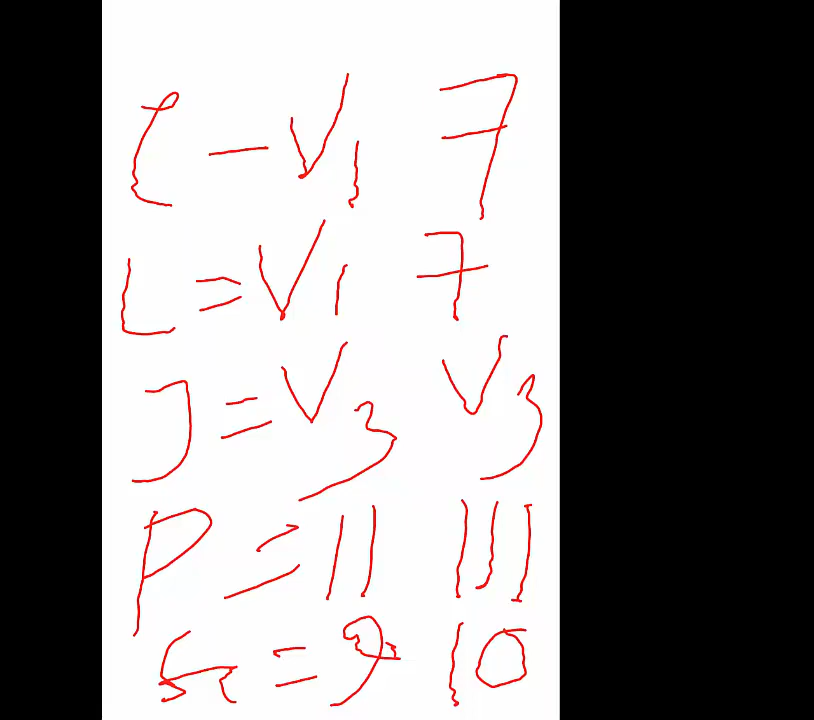 L - V1 7
L = V1 7
J = V3 V3
P = 11 111
= 9 10